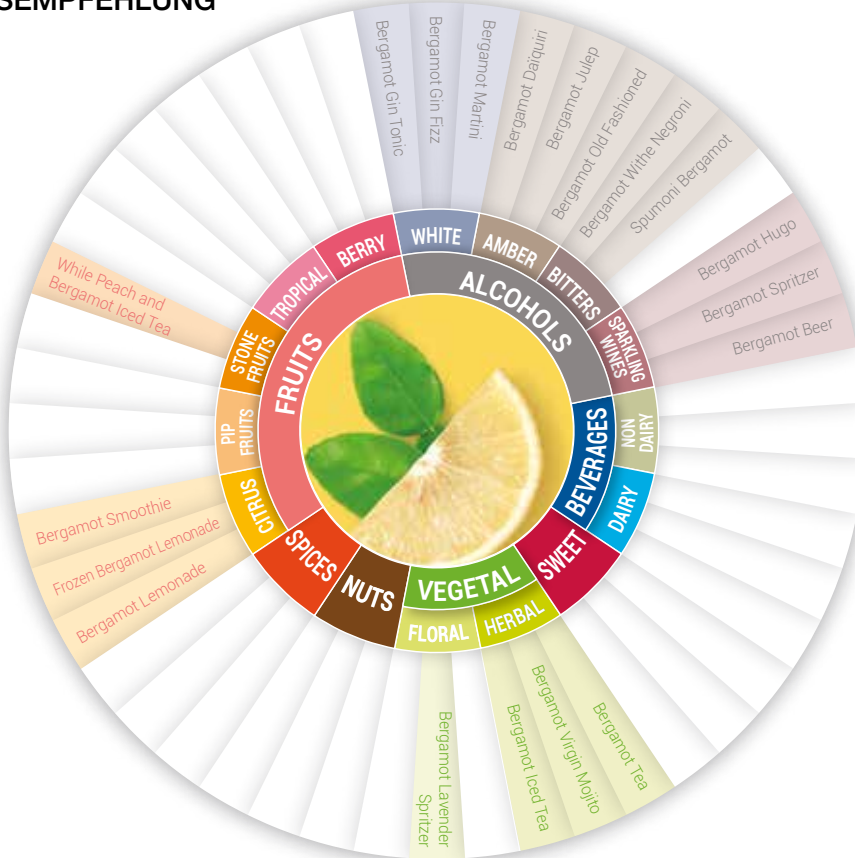 SEMPFEHLUNG
Bergamot Gin Tonic
Bergamot Gin Fizz
Bergamot Martini
Bergamot Daïquiri
Bergamot Julep
Bergamot Old Fashioned
Bergamot Withe Negroni
Spumoni Bergamot
Bergamot Hugo
Bergamot Spritzer
Bergamot Beer
Bergamot Tea
Bergamot Virgin Mojito
Bergamot Iced Tea
Bergamot Lavender
Spritzer
Bergamot Lemonade
Frozen Bergamot Lemonade
Bergamot Smoothie
While Peach and
Bergamot Iced Tea
WHITE
AMBER
BITTERS
SPARKLING
WINES
NON
DAIRY
DAIRY
SWEET
HERBAL
FLORAL
NUTS
SPICES
CITRUS
PIP
FRUITS
STONE
FRUITS
TROPICAL
BERRY
ALCOHOLS
BEVERAGES
VEGETAL
FRUITS